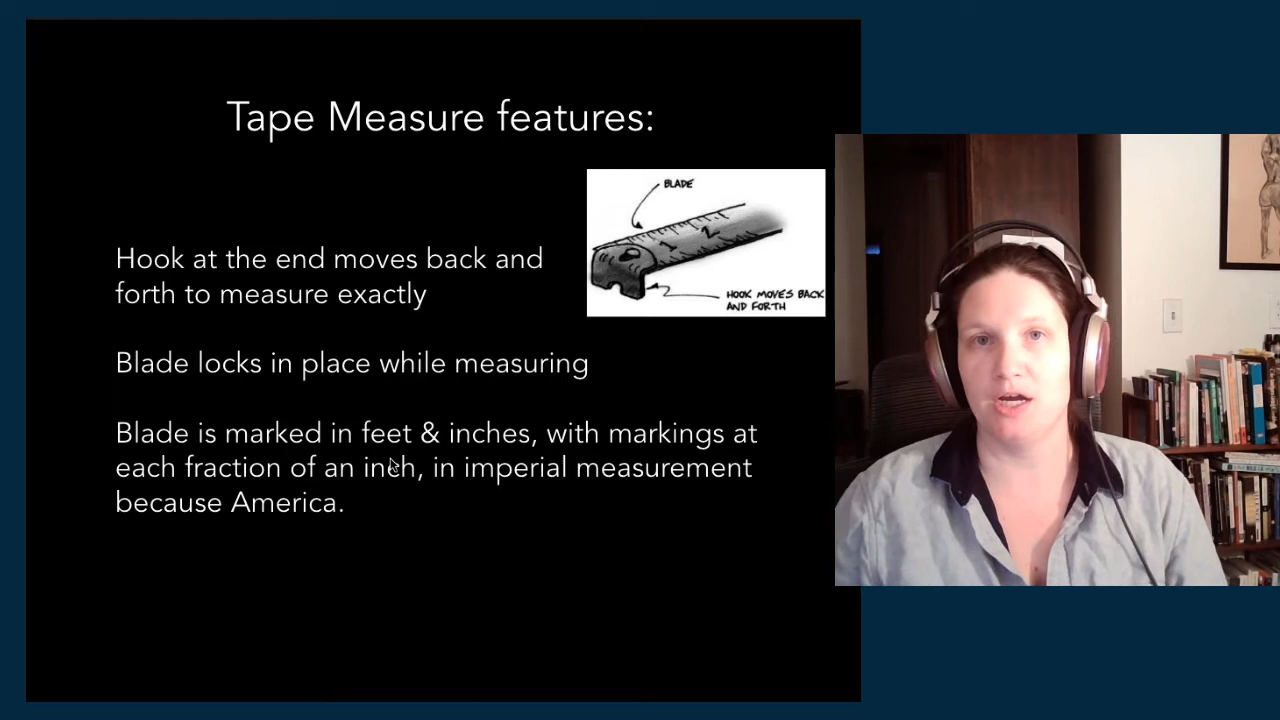 Tape Measure features:
BLADE
1 2
HOOK MOVES BACK
AND FORTH
Hook at the end moves back and
forth to measure exactly
Blade locks in place while measuring
Blade is marked in feet & inches, with markings at
each fraction of an inch, in imperial measurement
because America.